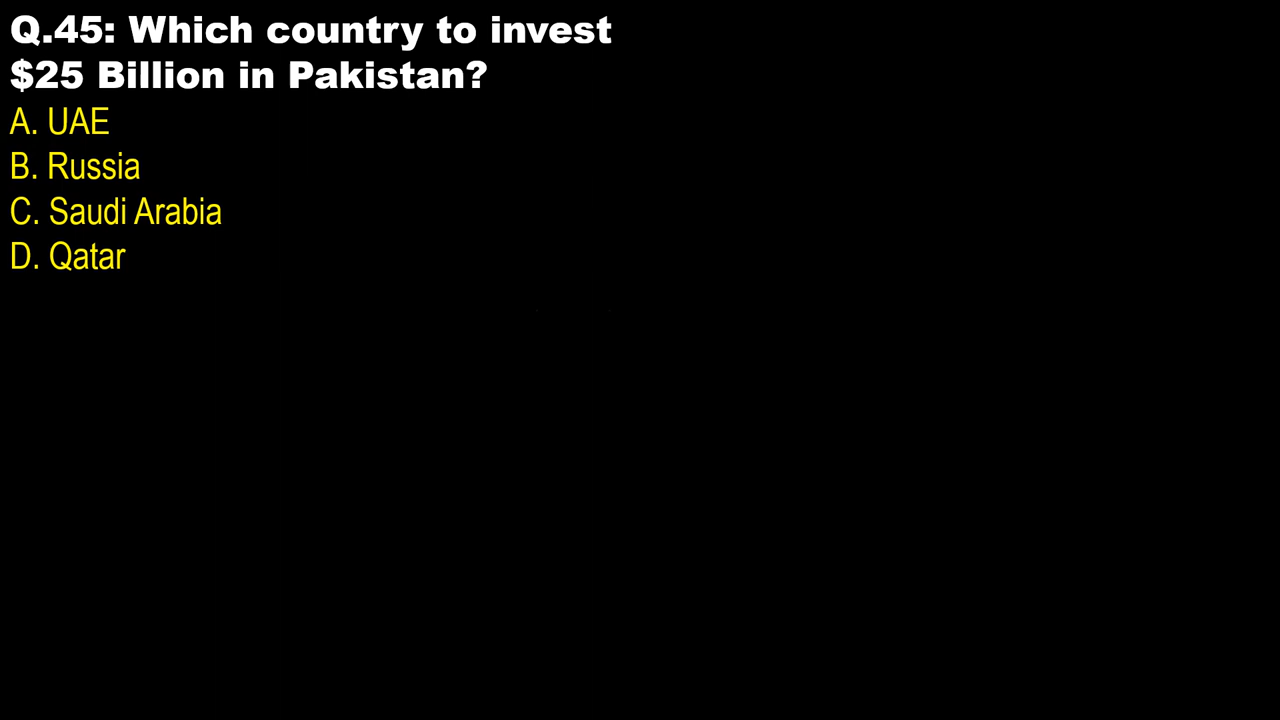 Q.45: Which country to invest
$25 Billion in Pakistan?
A. UAE
B. Russia
C. Saudi Arabia
D. Qatar